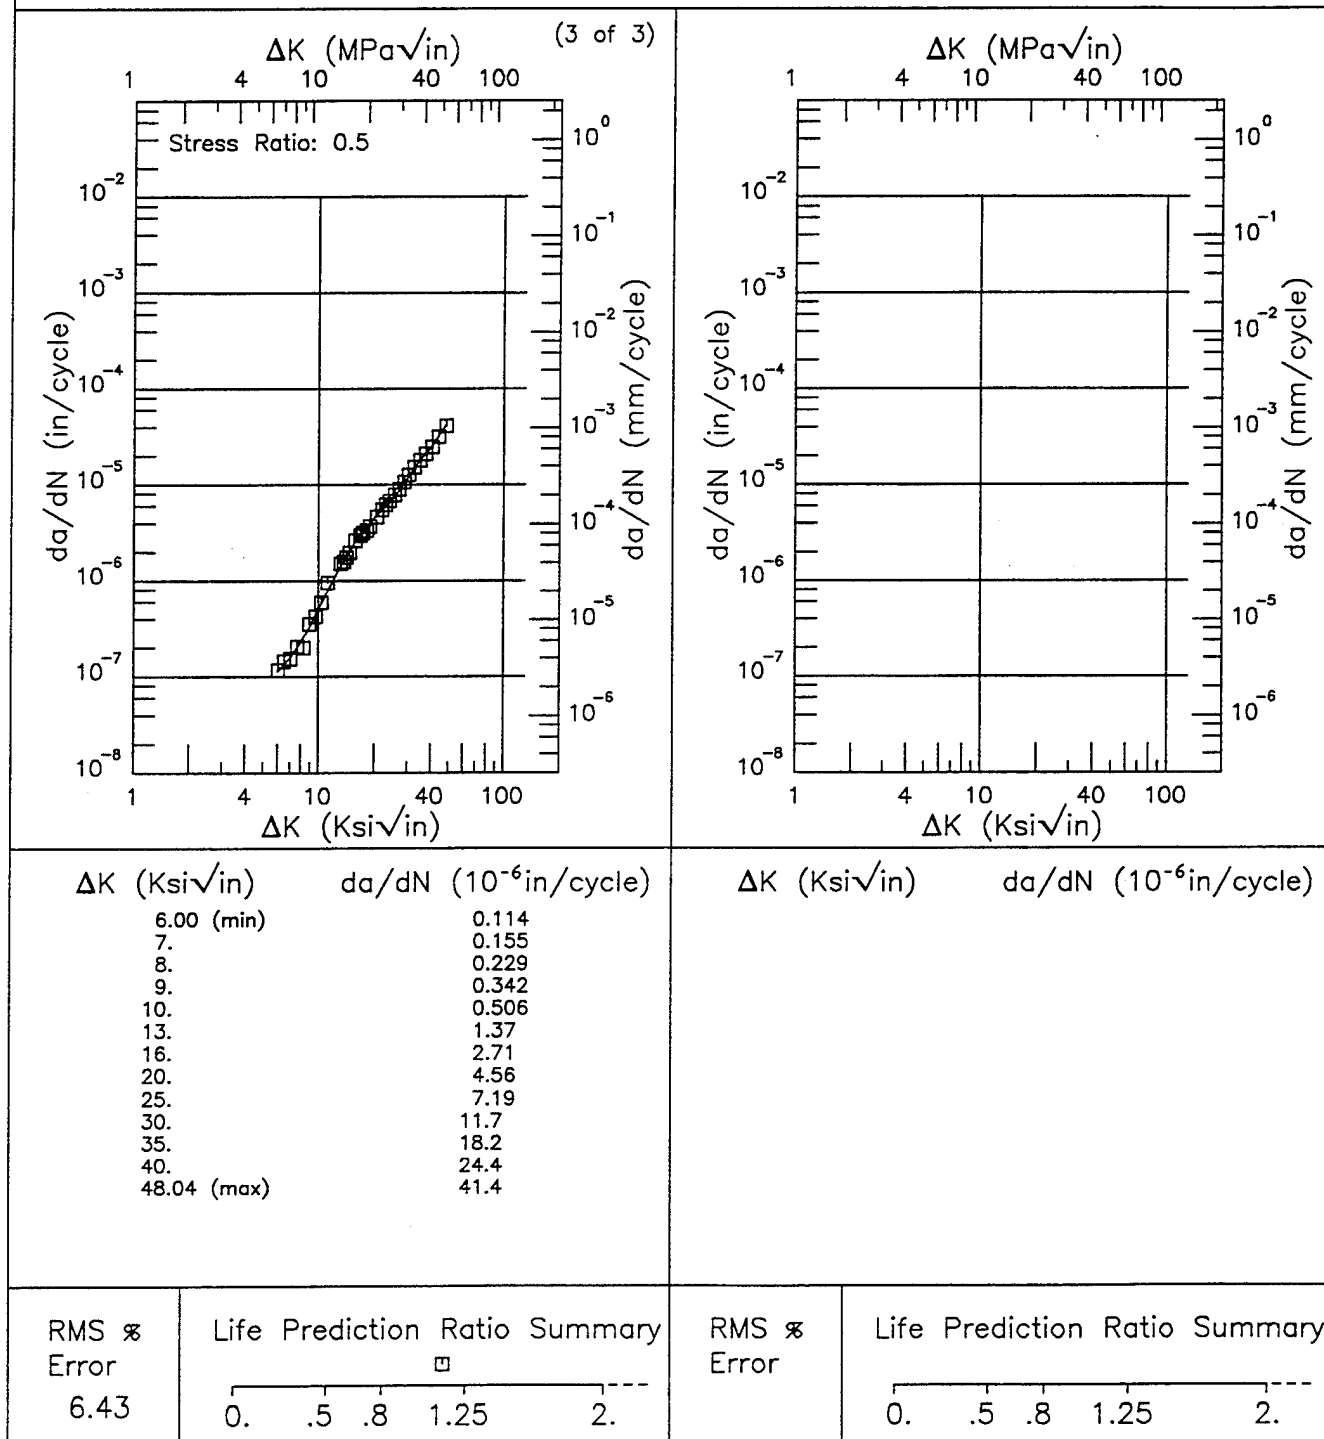 (3 of 3)
ΔK (MPa√in)
1 4 10 40 100
Stress Ratio: 0.5
10⁰
10⁻²
10⁻¹
10⁻³
10⁻²
10⁻⁴
10⁻³
10⁻⁵
10⁻⁴
10⁻⁶
10⁻⁵
10⁻⁷
10⁻⁶
10⁻⁸
da/dN (in/cycle)
da/dN (mm/cycle)
1 4 10 40 100
ΔK (Ksi√in)
ΔK (MPa√in)
1 4 10 40 100
10⁰
10⁻²
10⁻¹
10⁻³
10⁻²
10⁻⁴
10⁻³
10⁻⁵
10⁻⁴
10⁻⁶
10⁻⁵
10⁻⁷
10⁻⁶
10⁻⁸
da/dN (in/cycle)
da/dN (mm/cycle)
1 4 10 40 100
ΔK (Ksi√in)
ΔK (Ksi√in) da/dN (10⁻⁶in/cycle)
6.00 (min) 0.114
7. 0.155
8. 0.229
9. 0.342
10. 0.506
13. 1.37
16. 2.71
20. 4.56
25. 7.19
30. 11.7
35. 18.2
40. 24.4
48.04 (max) 41.4
ΔK (Ksi√in) da/dN (10⁻⁶in/cycle)
RMS %
Error
6.43
Life Prediction Ratio Summary
0. .5 .8 1.25 2.
RMS %
Error
Life Prediction Ratio Summary
0. .5 .8 1.25 2.